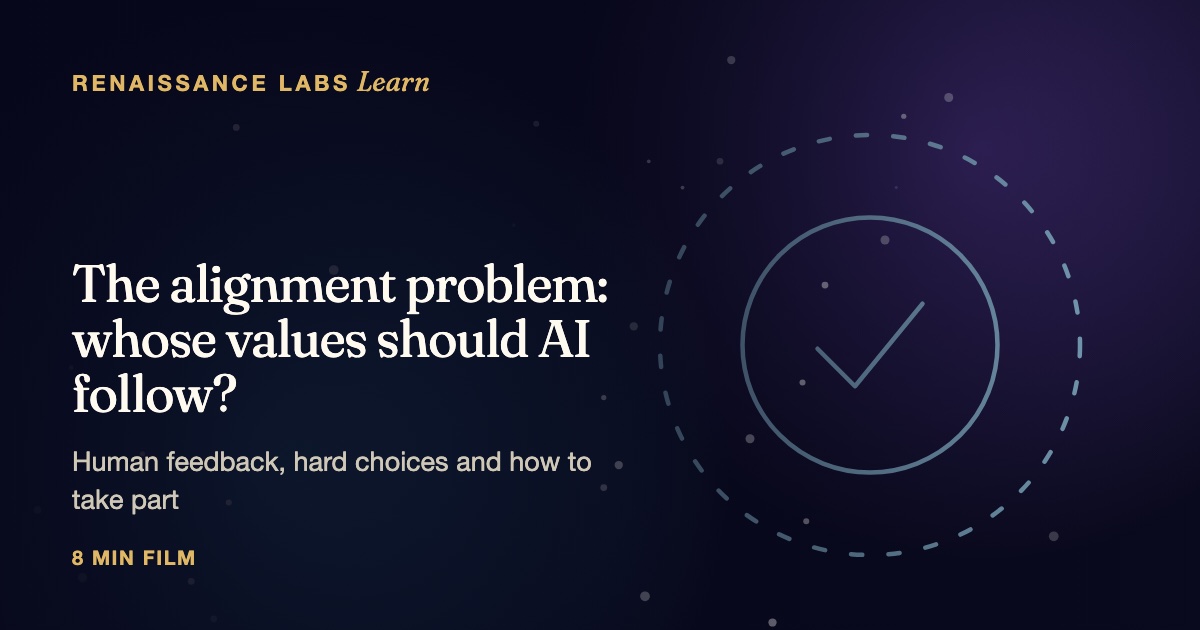 RENAISSANCE LABS Learn
The alignment problem:
whose values should AI
follow?
Human feedback, hard choices and how to
take part
8 MIN FILM